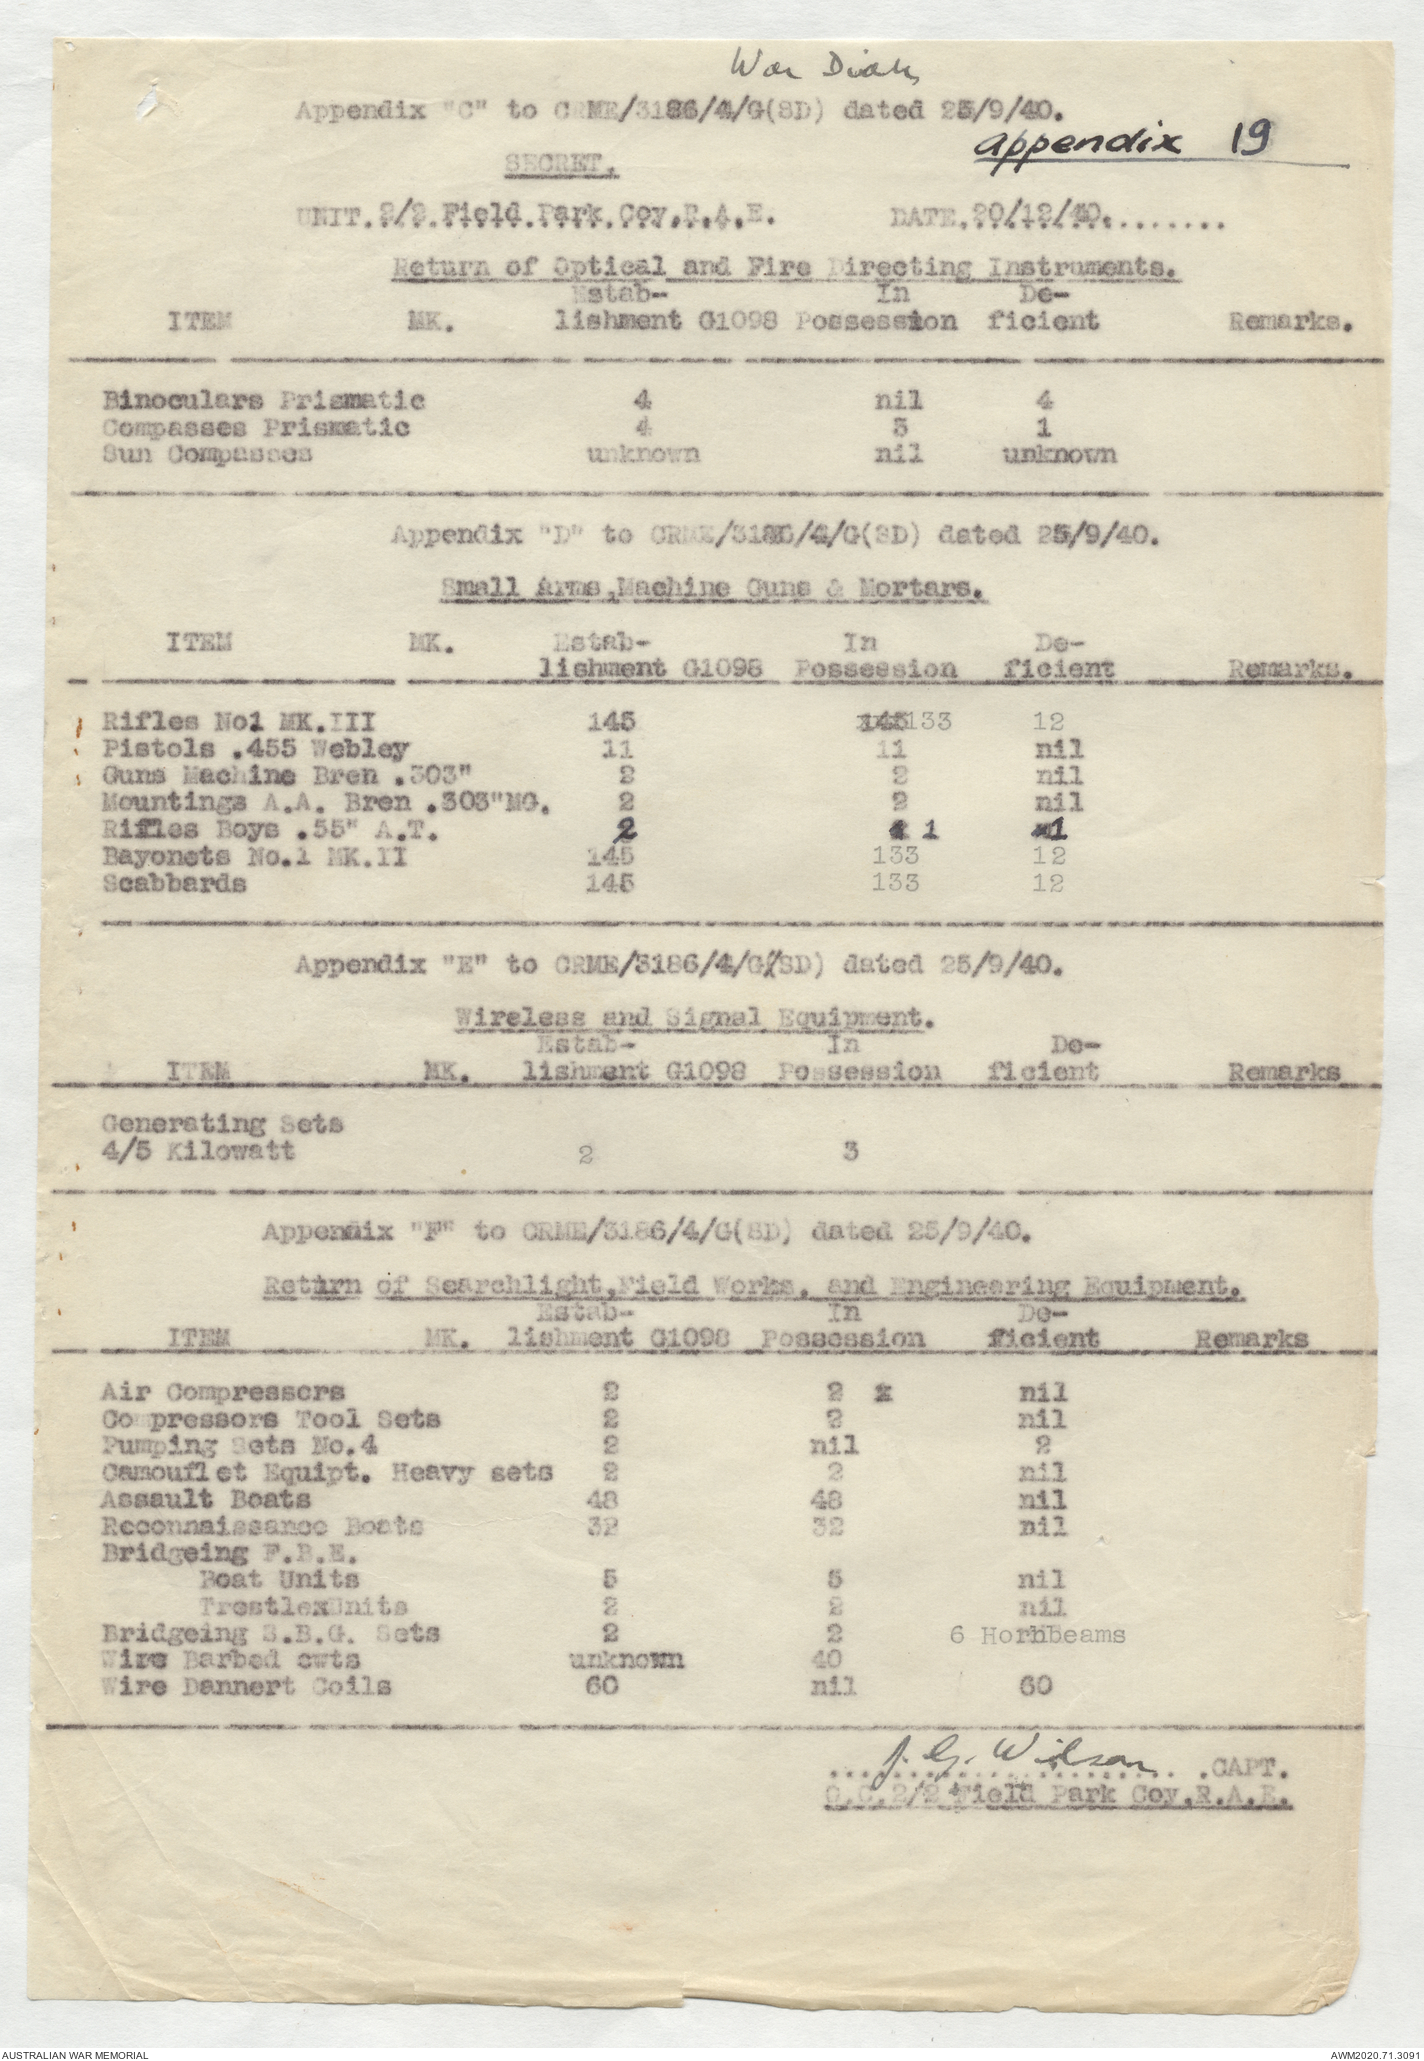 War Diary
Appendix "C" to CRME/3186/4/G(SD) dated 25/9/40.
appendix 19
SECRET.
UNIT.2/2.Field.Park.Coy.R.A.E. DATE.20/12/40.........
Return of Optical and Fire Directing Instruments.
Estab- In De-
ITEM MK. lishment G1098 Possession ficient Remarks.
Binoculars Prismatic 4 nil 4
Compasses Prismatic 4 3 1
Sun Compasses unknown nil unknown
Appendix "D" to CRME/3186/4/G(SD) dated 25/9/40.
Small Arms,Machine Guns & Mortars.
ITEM MK. Estab- In De-
lishment G1098 Possession ficient Remarks.
Rifles No1 MK.III 145 145 133 12
Pistols .455 Webley 11 11 nil
Guns Machine Bren .303" 2 2 nil
Mountings A.A. Bren .303"MG. 2 2 nil
Rifles Boys .55" A.T. 2 1 1
Bayonets No.1 MK.II 145 133 12
Scabbards 145 133 12
Appendix "E" to CRME/3186/4/G(SD) dated 25/9/40.
Wireless and Signal Equipment.
Estab- In De-
ITEM MK. lishment G1098 Possession ficient Remarks
Generating Sets
4/5 Kilowatt 2 3
Appendix "F" to CRME/3186/4/G(SD) dated 25/9/40.
Return of Searchlight,Field Works. and Engineering Equipment.
Estab- In De-
ITEM MK. lishment G1098 Possession ficient Remarks
Air Compressors 2 2 x nil
Compressors Tool Sets 2 2 nil
Pumping Sets No.4 2 nil 2
Camouflet Equipt. Heavy sets 2 2 nil
Assault Boats 48 48 nil
Reconnaissance Boats 32 32 nil
Bridgeing F.B.E.
Boat Units 5 5 nil
TrestlexUnits 2 2 nil
Bridgeing S.B.G. Sets 2 2 6 Hornbeams
Wire Barbed cwts unknown 40
Wire Dannert Coils 60 nil 60
J. G. Wilson .CAPT.
O.C.2/2 Field Park Coy.R.A.E.
AUSTRALIAN WAR MEMORIAL AWM2020.71.3091